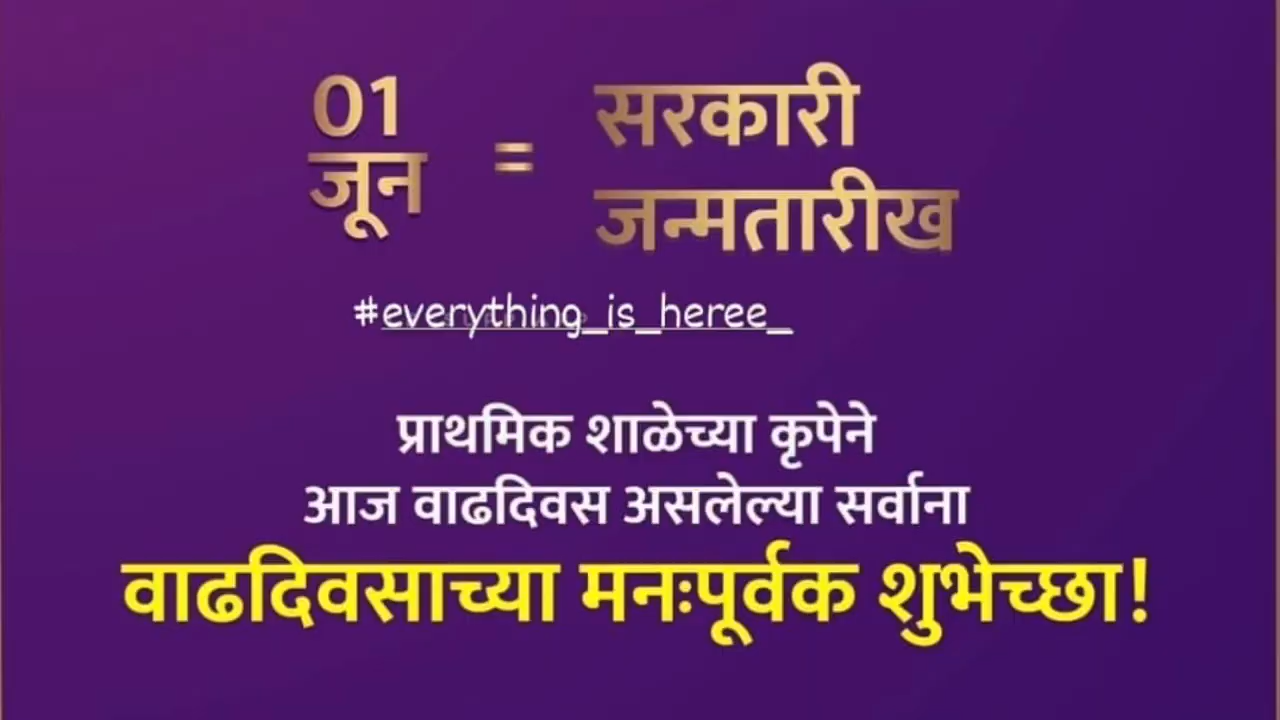 01
जून
=
सरकारी
जन्मतारीख
#everything_is_heree_
प्राथमिक शाळेच्या कृपेने
आज वाढदिवस असलेल्या सर्वाना
वाढदिवसाच्या मनःपूर्वक शुभेच्छा!